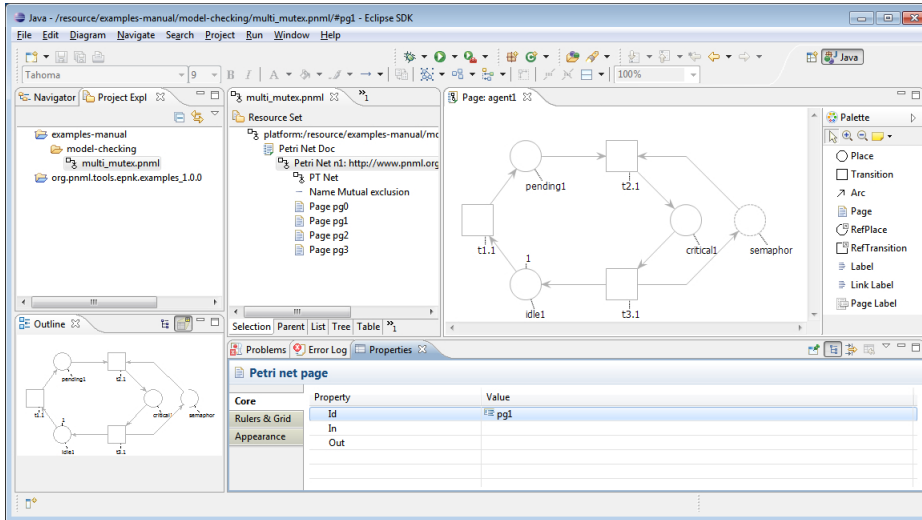 Java - /resource/examples-manual/model-checking/multi_mutex.pnml/#pg1 - Eclipse SDK
File Edit Diagram Navigate Search Project Run Window Help
Java
Tahoma 9 B I A 100%
Navigator Project Expl
examples-manual
model-checking
multi_mutex.pnml
org.pnml.tools.epnk.examples_1.0.0
multi_mutex.pnml »1
Resource Set
platform:/resource/examples-manual/mo
Petri Net Doc
Petri Net n1: http://www.pnml.org
PT Net
Name Mutual exclusion
Page pg0
Page pg1
Page pg2
Page pg3
Selection Parent List Tree Table »1
Page: agent1
pending1
t2.1
t1.1
critical1
semaphor
1
idle1
t3.1
Palette
Place
Transition
Arc
Page
RefPlace
RefTransition
Label
Link Label
Page Label
Outline
pending1
t2.1
t1.1
critical1
semaphor
1
idle1
t3.1
Problems Error Log Properties
Petri net page
Core
Rulers & Grid
Appearance
Property Value
Id pg1
In
Out